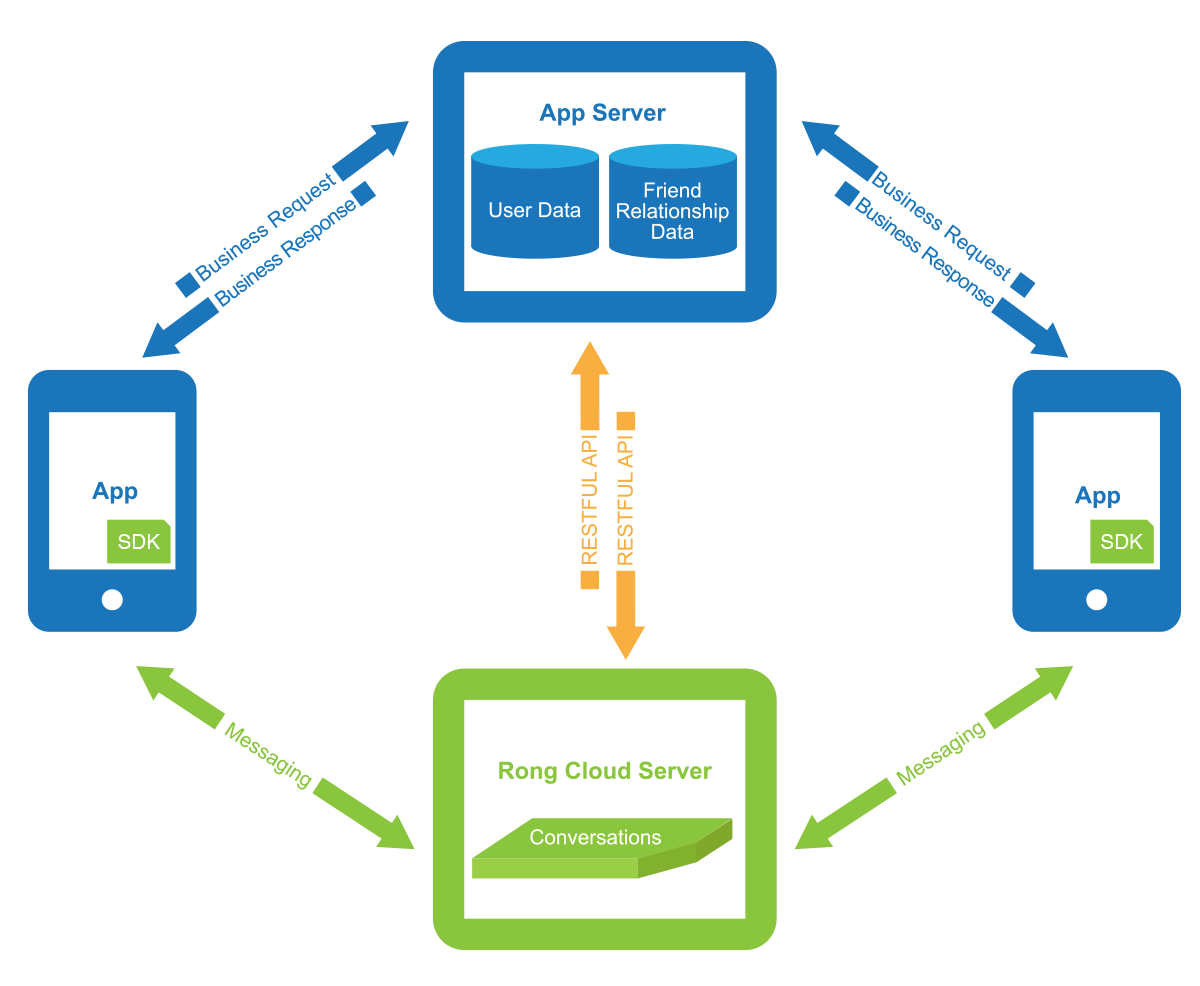 App Server
User Data
Friend
Relationship
Data
Business Request
Business Response
Business Request
Business Response
RESTFUL API
RESTFUL API
App
SDK
App
SDK
Messaging
Messaging
Rong Cloud Server
Conversations